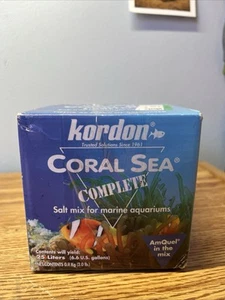 kordon
Trusted Solutions Since 1961
CORAL SEA®
COMPLETE
Salt mix for marine aquariums
Contents will yield:
25 Liters (6.6 U.S. gallons)
AmQuel®
in the mix